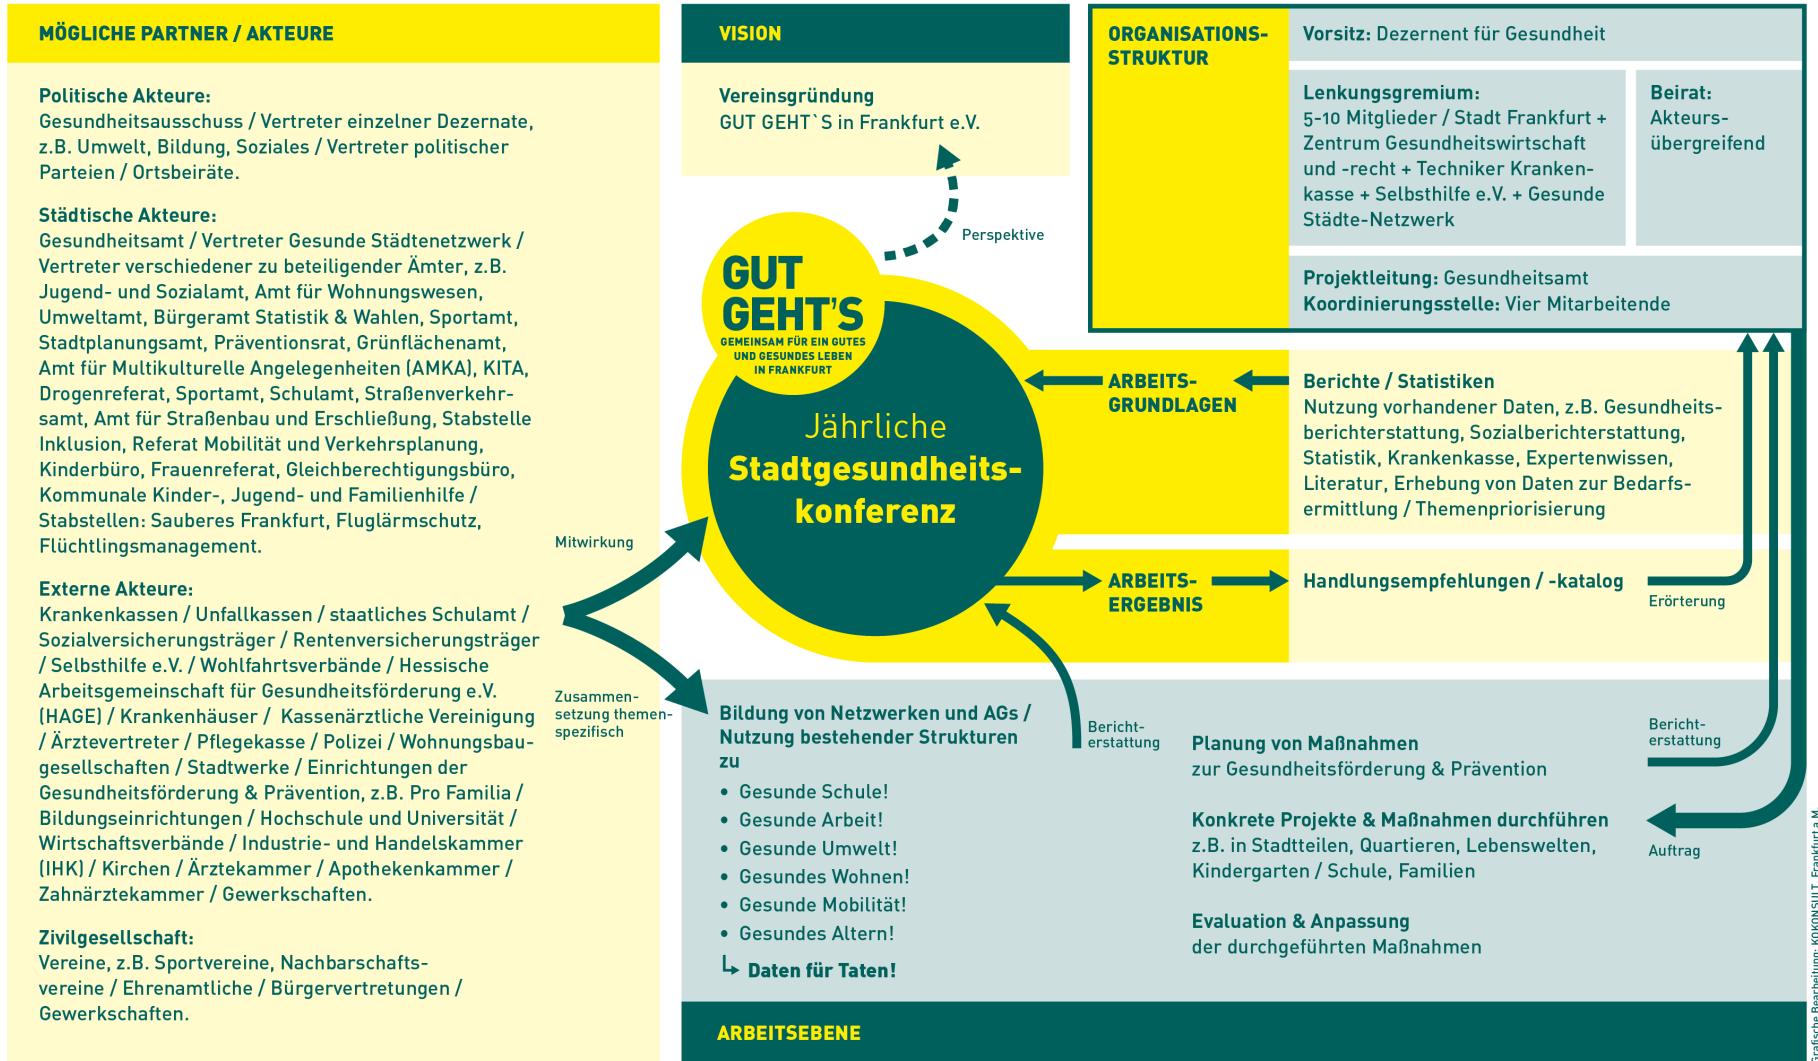 MÖGLICHE PARTNER / AKTEURE
Politische Akteure:
Gesundheitsausschuss / Vertreter einzelner Dezernate,
z.B. Umwelt, Bildung, Soziales / Vertreter politischer
Parteien / Ortsbeiräte.
Städtische Akteure:
Gesundheitsamt / Vertreter Gesunde Städtenetzwerk /
Vertreter verschiedener zu beteiligender Ämter, z.B.
Jugend- und Sozialamt, Amt für Wohnungswesen,
Umweltamt, Bürgeramt Statistik & Wahlen, Sportamt,
Stadtplanungsamt, Präventionsrat, Grünflächenamt,
Amt für Multikulturelle Angelegenheiten (AMKA), KITA,
Drogenreferat, Sportamt, Schulamt, Straßenverkehr-
samt, Amt für Straßenbau und Erschließung, Stabstelle
Inklusion, Referat Mobilität und Verkehrsplanung,
Kinderbüro, Frauenreferat, Gleichberechtigungsbüro,
Kommunale Kinder-, Jugend- und Familienhilfe /
Stabstellen: Sauberes Frankfurt, Fluglärmschutz,
Flüchtlingsmanagement.
Externe Akteure:
Krankenkassen / Unfallkassen / staatliches Schulamt /
Sozialversicherungsträger / Rentenversicherungsträger
/ Selbsthilfe e.V. / Wohlfahrtsverbände / Hessische
Arbeitsgemeinschaft für Gesundheitsförderung e.V.
(HAGE) / Krankenhäuser / Kassenärztliche Vereinigung
/ Ärztevertreter / Pflegekasse / Polizei / Wohnungsbau-
gesellschaften / Stadtwerke / Einrichtungen der
Gesundheitsförderung & Prävention, z.B. Pro Familia /
Bildungseinrichtungen / Hochschule und Universität /
Wirtschaftsverbände / Industrie- und Handelskammer
(IHK) / Kirchen / Ärztekammer / Apothekenkammer /
Zahnärztekammer / Gewerkschaften.
Zivilgesellschaft:
Vereine, z.B. Sportvereine, Nachbarschafts-
vereine / Ehrenamtliche / Bürgervertretungen /
Gewerkschaften.
Mitwirkung
Zusammen-
setzung themen-
spezifisch
VISION
Vereinsgründung
GUT GEHT`S in Frankfurt e.V.
Perspektive
GUT
GEHT'S
GEMEINSAM FÜR EIN GUTES
UND GESUNDES LEBEN
IN FRANKFURT
Jährliche
Stadtgesundheits-
konferenz
ORGANISATIONS-
STRUKTUR
Vorsitz: Dezernent für Gesundheit
Lenkungsgremium:
5-10 Mitglieder / Stadt Frankfurt +
Zentrum Gesundheitswirtschaft
und -recht + Techniker Kranken-
kasse + Selbsthilfe e.V. + Gesunde
Städte-Netzwerk
Beirat:
Akteurs-
übergreifend
Projektleitung: Gesundheitsamt
Koordinierungsstelle: Vier Mitarbeitende
ARBEITS-
GRUNDLAGEN
Berichte / Statistiken
Nutzung vorhandener Daten, z.B. Gesundheits-
berichterstattung, Sozialberichterstattung,
Statistik, Krankenkasse, Expertenwissen,
Literatur, Erhebung von Daten zur Bedarfs-
ermittlung / Themenpriorisierung
ARBEITS-
ERGEBNIS
Handlungsempfehlungen / -katalog
Erörterung
Bildung von Netzwerken und AGs /
Nutzung bestehender Strukturen
zu
• Gesunde Schule!
• Gesunde Arbeit!
• Gesunde Umwelt!
• Gesundes Wohnen!
• Gesunde Mobilität!
• Gesundes Altern!
Daten für Taten!
Bericht-
erstattung
Planung von Maßnahmen
zur Gesundheitsförderung & Prävention
Konkrete Projekte & Maßnahmen durchführen
z.B. in Stadtteilen, Quartieren, Lebenswelten,
Kindergarten / Schule, Familien
Evaluation & Anpassung
der durchgeführten Maßnahmen
Bericht-
erstattung
Auftrag
ARBEITSEBENE
Grafische Bearbeitung: KOKONSULT, Frankfurt a.M.